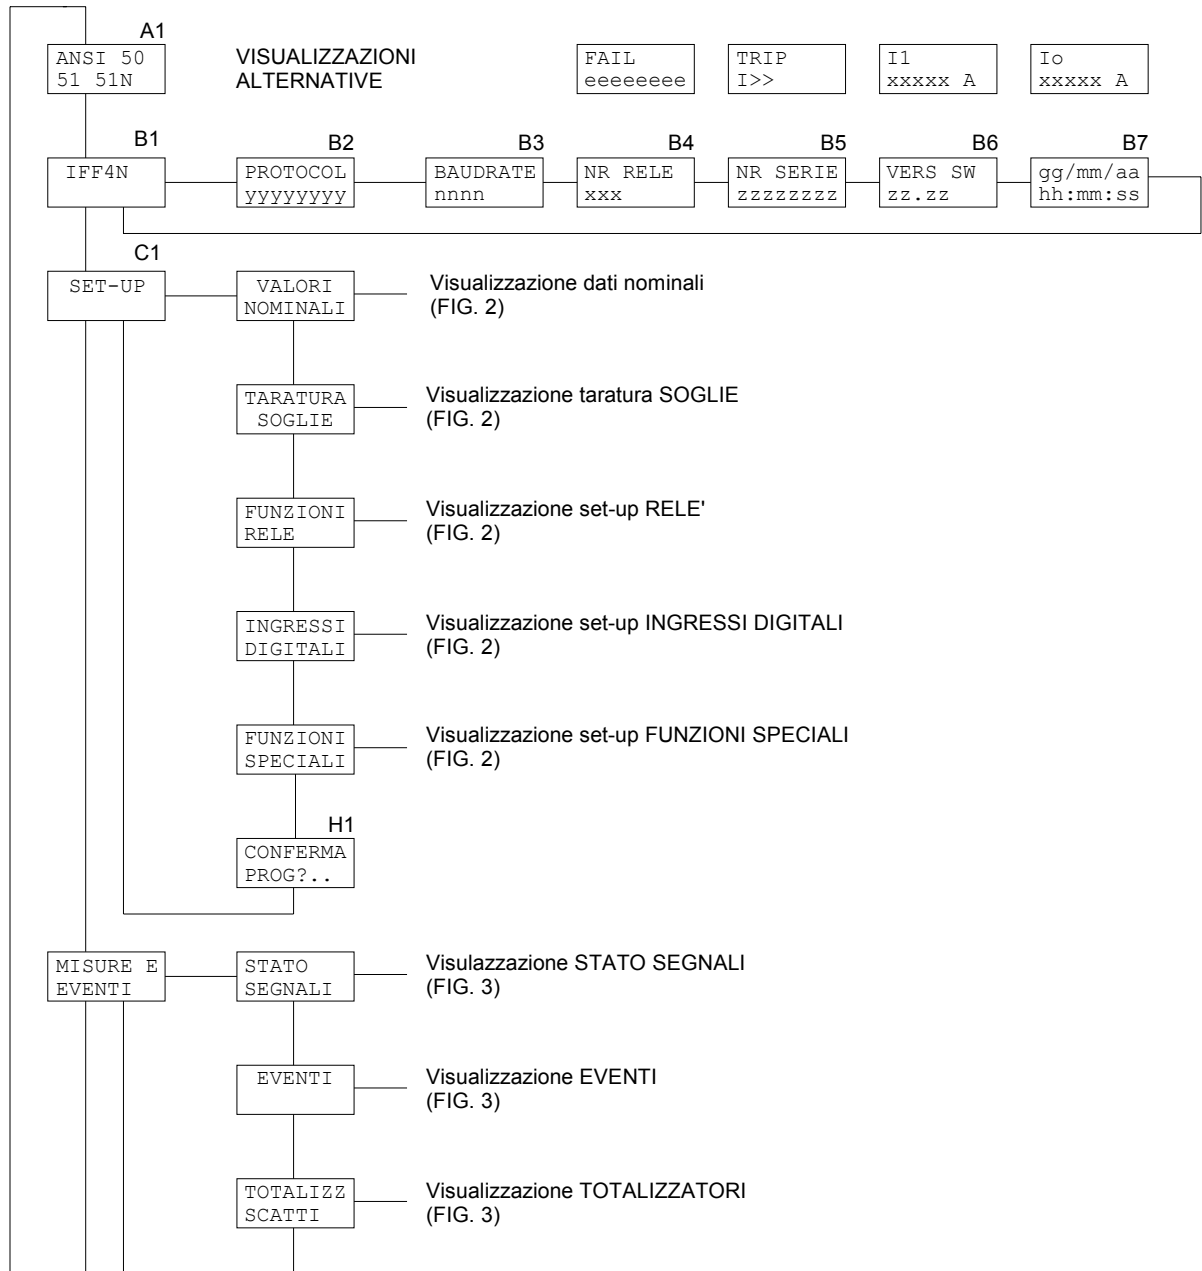 A1
ANSI 50
51 51N
VISUALIZZAZIONI
ALTERNATIVE
FAIL
eeeeeeee
TRIP
I>>
I1
xxxxx A
Io
xxxxx A
B1
IFF4N
B2
PROTOCOL
yyyyyyyy
B3
BAUDRATE
nnnn
B4
NR RELE
xxx
B5
NR SERIE
zzzzzzzz
B6
VERS SW
zz.zz
B7
gg/mm/aa
hh:mm:ss
C1
SET-UP
VALORI
NOMINALI
Visualizzazione dati nominali
(FIG. 2)
TARATURA
SOGLIE
Visualizzazione taratura SOGLIE
(FIG. 2)
FUNZIONI
RELE
Visualizzazione set-up RELE'
(FIG. 2)
INGRESSI
DIGITALI
Visualizzazione set-up INGRESSI DIGITALI
(FIG. 2)
FUNZIONI
SPECIALI
Visualizzazione set-up FUNZIONI SPECIALI
(FIG. 2)
H1
CONFERMA
PROG?..
MISURE E
EVENTI
STATO
SEGNALI
Visulazzazione STATO SEGNALI
(FIG. 3)
EVENTI
Visualizzazione EVENTI
(FIG. 3)
TOTALIZZ
SCATTI
Visualizzazione TOTALIZZATORI
(FIG. 3)